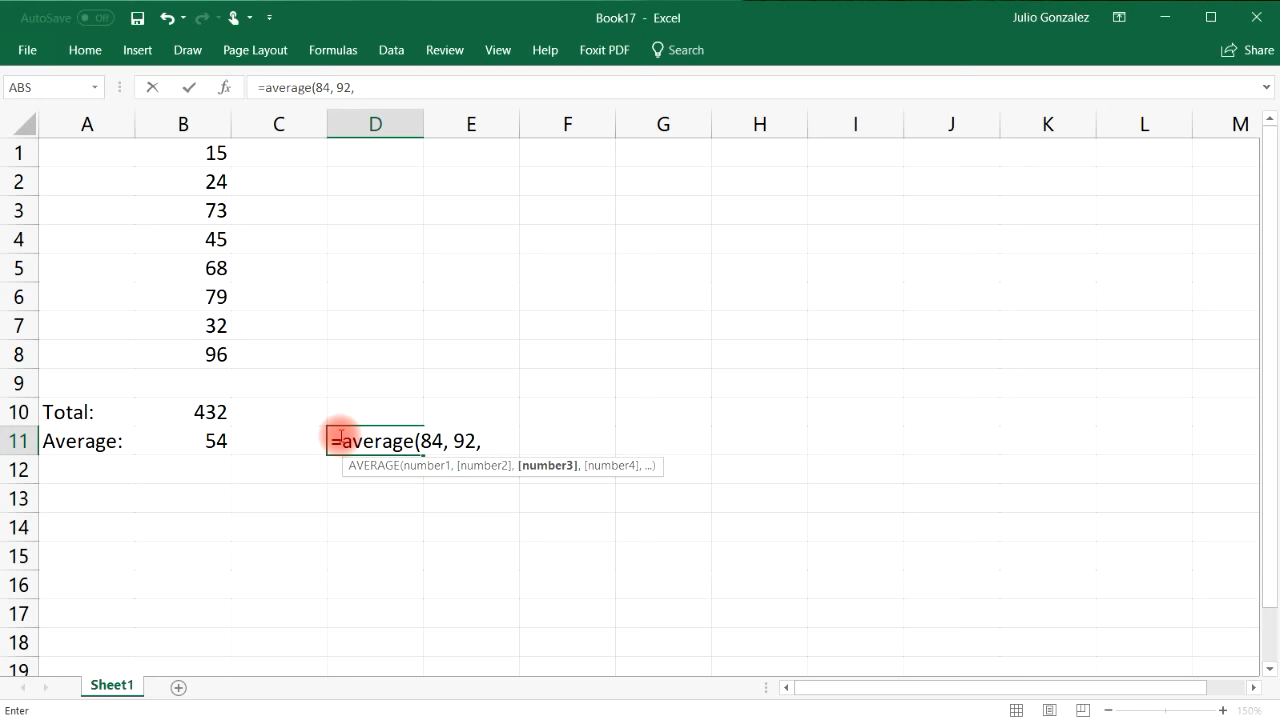 AutoSave Off Book17 - Excel Julio Gonzalez
File Home Insert Draw Page Layout Formulas Data Review View Help Foxit PDF Search Share
ABS fx =average(84, 92,
A B C D E F G H I J K L M
1 15
2 24
3 73
4 45
5 68
6 79
7 32
8 96
9
10 Total: 432
11 Average: 54 =average(84, 92,
AVERAGE(number1, [number2], [number3], [number4], ...)
12
13
14
15
16
17
18
19
Sheet1
Enter 150%